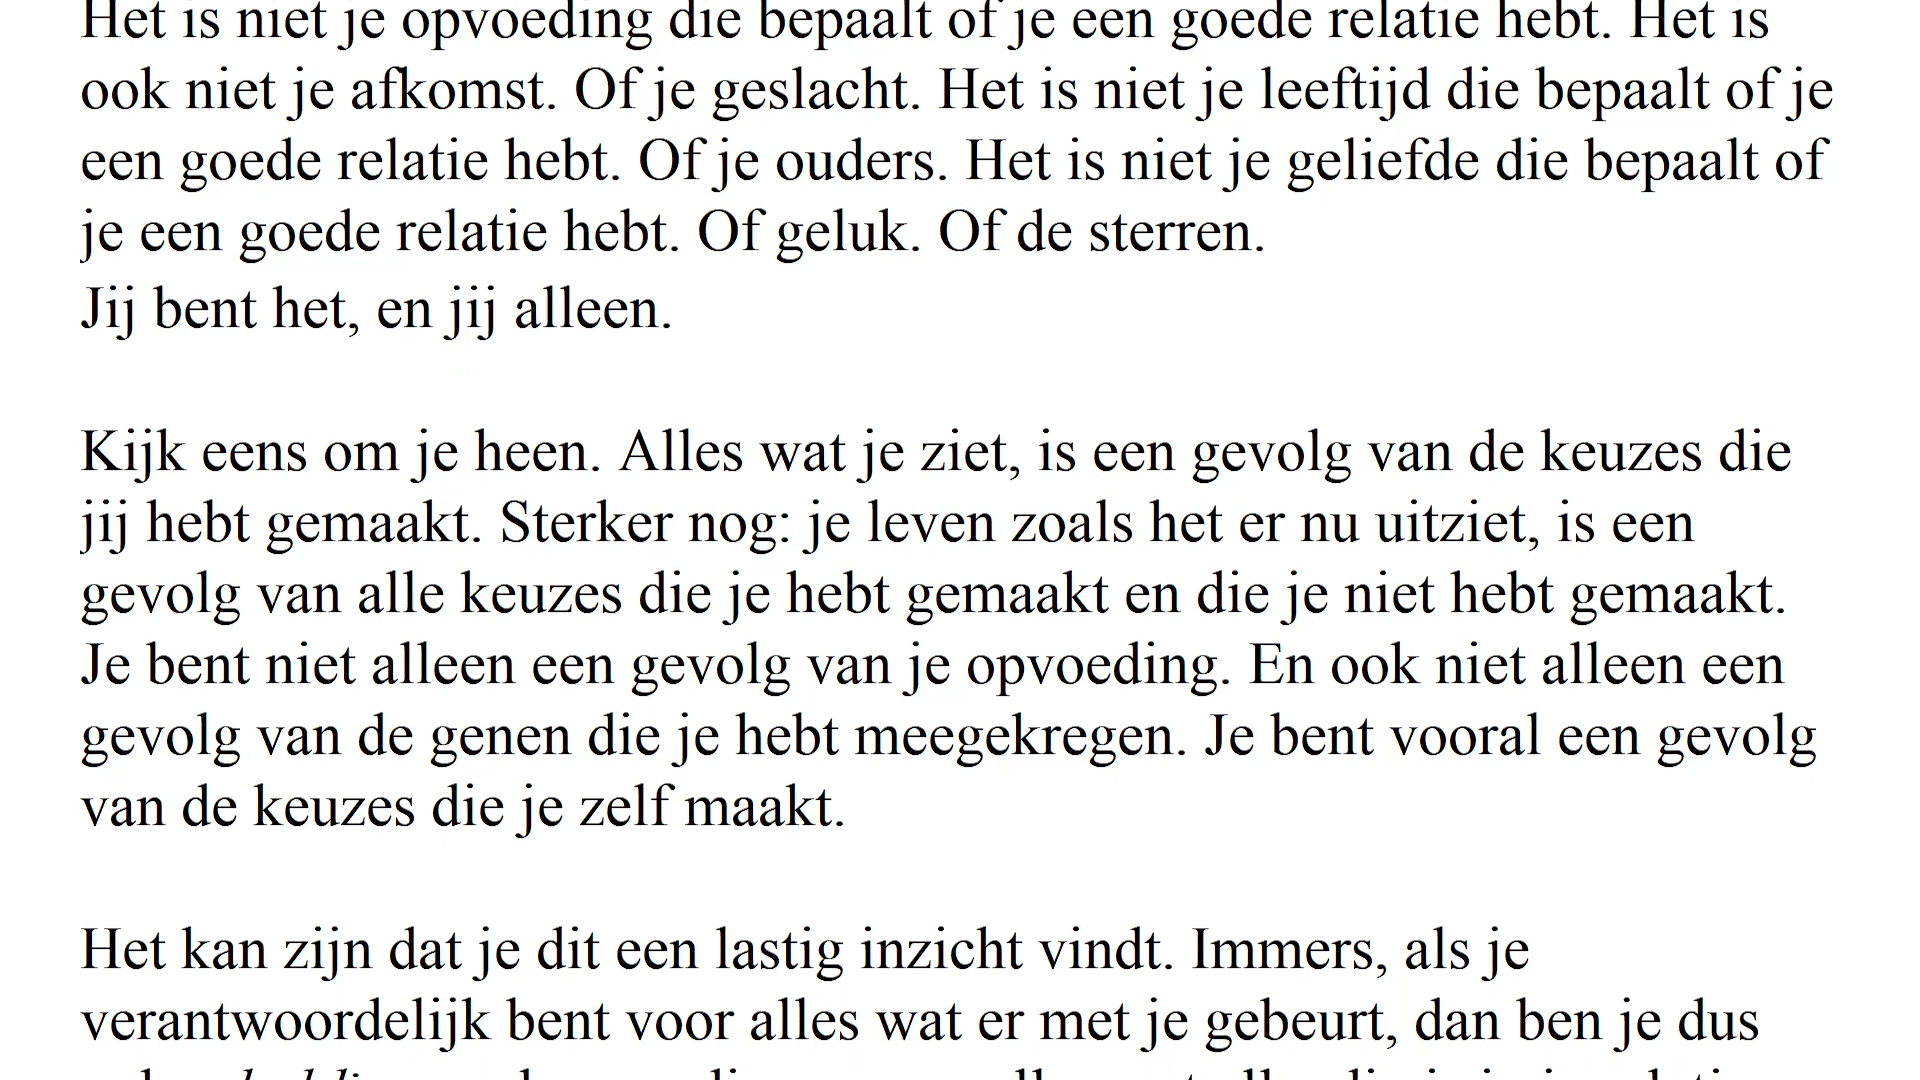 Het is niet je opvoeding die bepaalt of je een goede relatie hebt. Het is
ook niet je afkomst. Of je geslacht. Het is niet je leeftijd die bepaalt of je
een goede relatie hebt. Of je ouders. Het is niet je geliefde die bepaalt of
je een goede relatie hebt. Of geluk. Of de sterren.
Jij bent het, en jij alleen.
Kijk eens om je heen. Alles wat je ziet, is een gevolg van de keuzes die
jij hebt gemaakt. Sterker nog: je leven zoals het er nu uitziet, is een
gevolg van alle keuzes die je hebt gemaakt en die je niet hebt gemaakt.
Je bent niet alleen een gevolg van je opvoeding. En ook niet alleen een
gevolg van de genen die je hebt meegekregen. Je bent vooral een gevolg
van de keuzes die je zelf maakt.
Het kan zijn dat je dit een lastig inzicht vindt. Immers, als je
verantwoordelijk bent voor alles wat er met je gebeurt, dan ben je dus